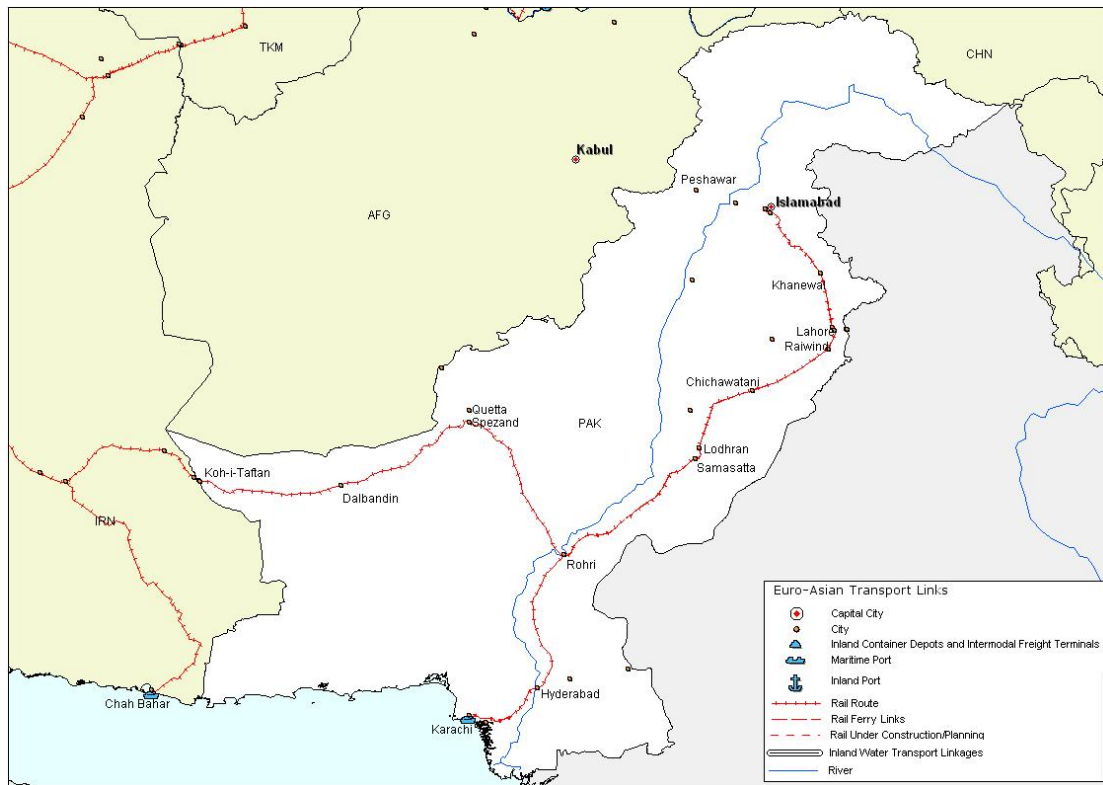 TKM
CHN
Kabul
Peshawar
Islamabad
AFG
Khanewal
Lahore
Raiwind
Chichawatani
Quetta
Spezand
PAK
Lodhran
Samasatta
Koh-i-Taftan
Dalbandin
IRN
Rohri
Hyderabad
Chah Bahar
Karachi
Euro-Asian Transport Links
Capital City
City
Inland Container Depots and Intermodal Freight Terminals
Maritime Port
Inland Port
Rail Route
Rail Ferry Links
Rail Under Construction/Planning
Inland Water Transport Linkages
River